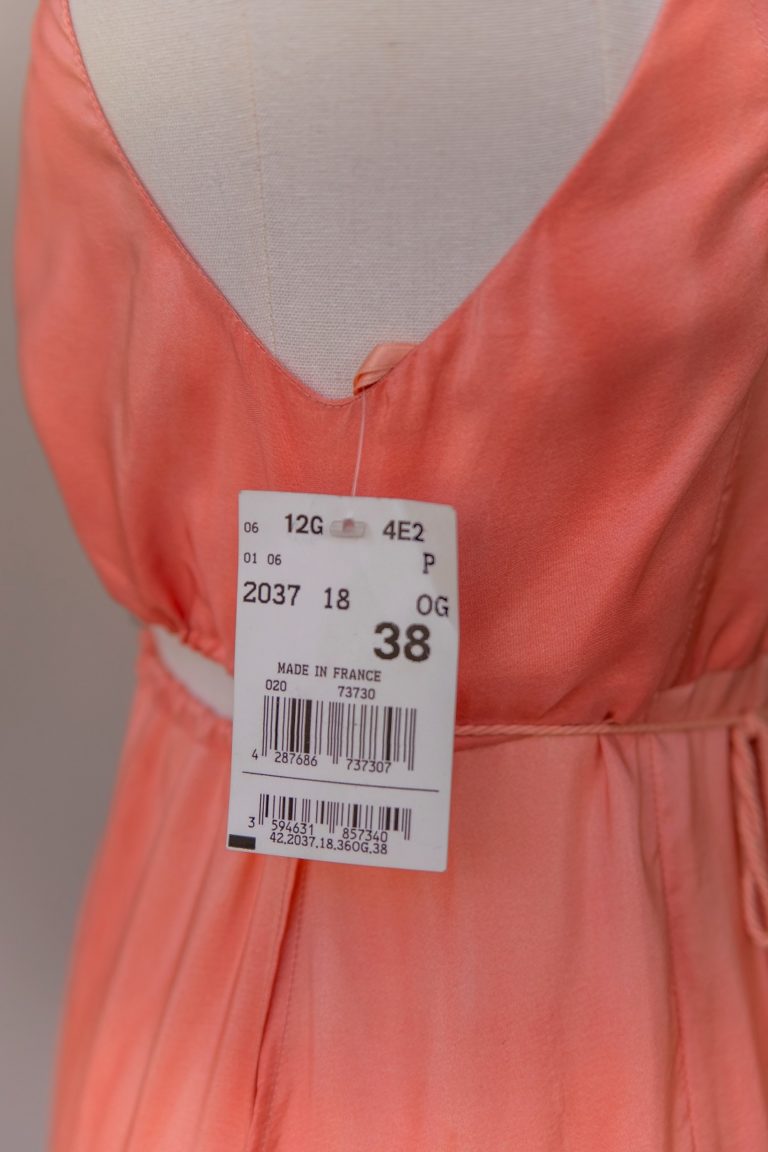 06 12G 4E2
01 06 P
2037 18 OG
38
MADE IN FRANCE
020 73730
4 287686 737307
3 594631 857340
42.2037.18.360G.38